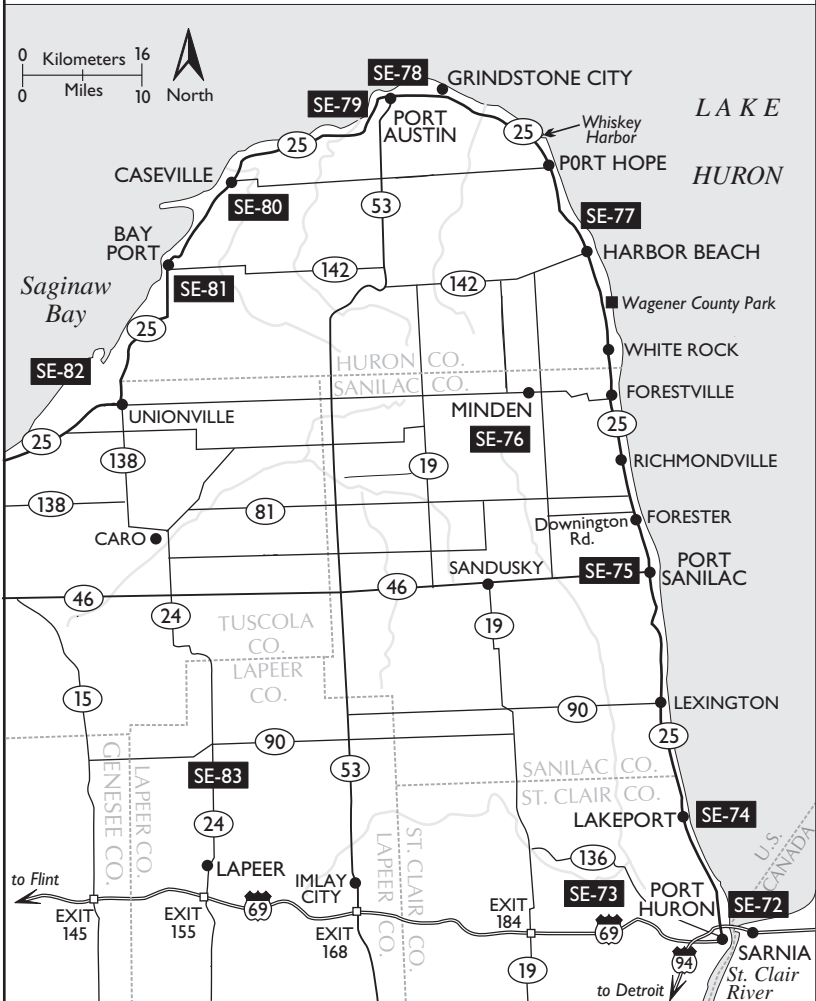 0 Kilometers 16
0 Miles 10
North
SE-78
GRINDSTONE CITY
SE-79
PORT
AUSTIN
LAKE
HURON
Whiskey
Harbor
25
25
P0RT HOPE
CASEVILLE
SE-80
53
SE-77
BAY
PORT
HARBOR BEACH
142
142
SE-81
Saginaw
Bay
Wagener County Park
25
WHITE ROCK
HURON CO.
SANILAC CO.
SE-82
UNIONVILLE
MINDEN
FORESTVILLE
SE-76
25
25
138
19
RICHMONDVILLE
138
81
Downington
Rd.
FORESTER
CARO
SANDUSKY
SE-75
PORT
SANILAC
46
46
24
19
TUSCOLA
CO.
LAPEER
CO.
15
90
LEXINGTON
25
90
53
SE-83
GENESEE CO.
LAPEER CO.
SANILAC CO.
ST. CLAIR CO.
24
LAKEPORT
SE-74
U.S.
CANADA
LAPEER CO.
ST. CLAIR CO.
136
LAPEER
to Flint
IMLAY
CITY
SE-73
PORT
HURON
SE-72
EXIT
145
EXIT
155
69
EXIT
168
EXIT
184
69
SARNIA
94
19
to Detroit
St. Clair
River